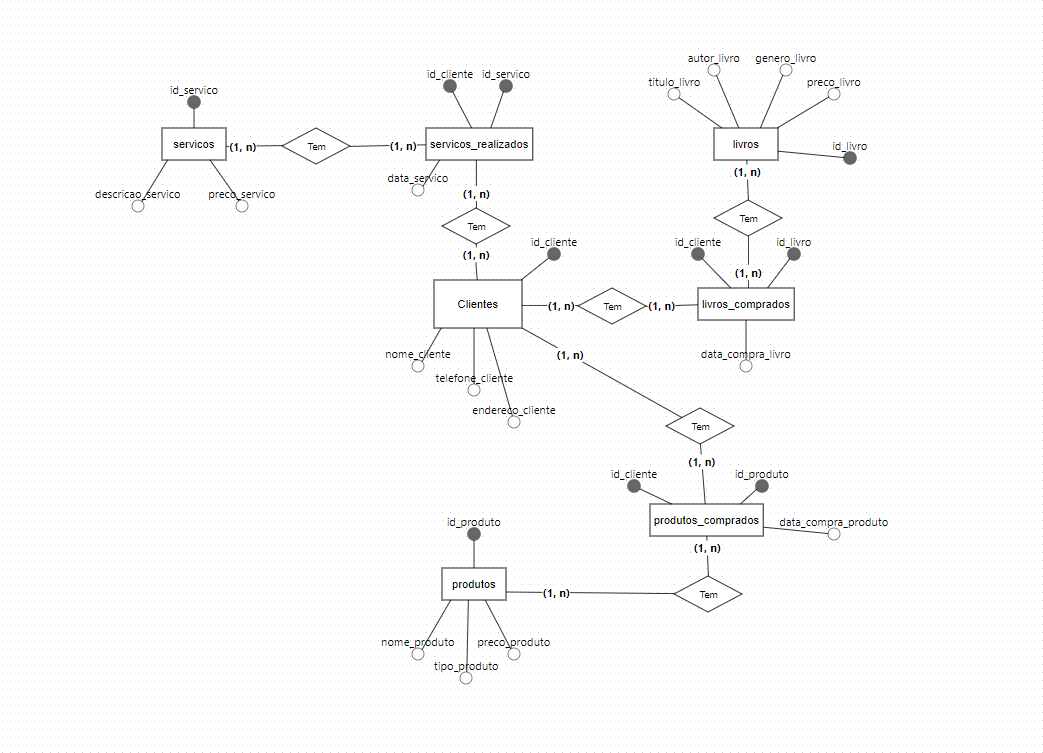 autor_livro genero_livro
titulo_livro preco_livro
id_cliente id_servico
id_servico
servicos (1, n) Tem (1, n) servicos_realizados
livros
id_livro
(1, n)
descricao_servico preco_servico
data_servico
(1, n)
Tem
Tem
(1, n)
id_cliente
id_cliente id_livro
(1, n)
Clientes (1, n) Tem (1, n) livros_comprados
nome_cliente
telefone_cliente
endereco_cliente
(1, n)
data_compra_livro
Tem
(1, n)
id_cliente id_produto
produtos_comprados
data_compra_produto
(1, n)
id_produto
produtos (1, n) Tem
nome_produto preco_produto
tipo_produto